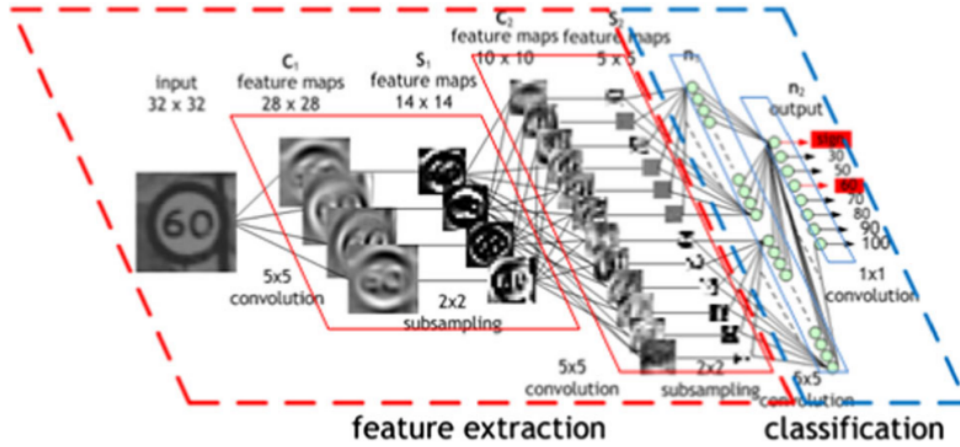 input
32 x 32
C1
feature maps
28 x 28
S1
feature maps
14 x 14
C2
feature maps
10 x 10
S2
feature maps
5 x 5
n1
n2
output
60
sign
30
50
60
70
80
90
100
5x5
convolution
2x2
subsampling
5x5
convolution
2x2
subsampling
convolution
1x1
convolution
feature extraction
classification